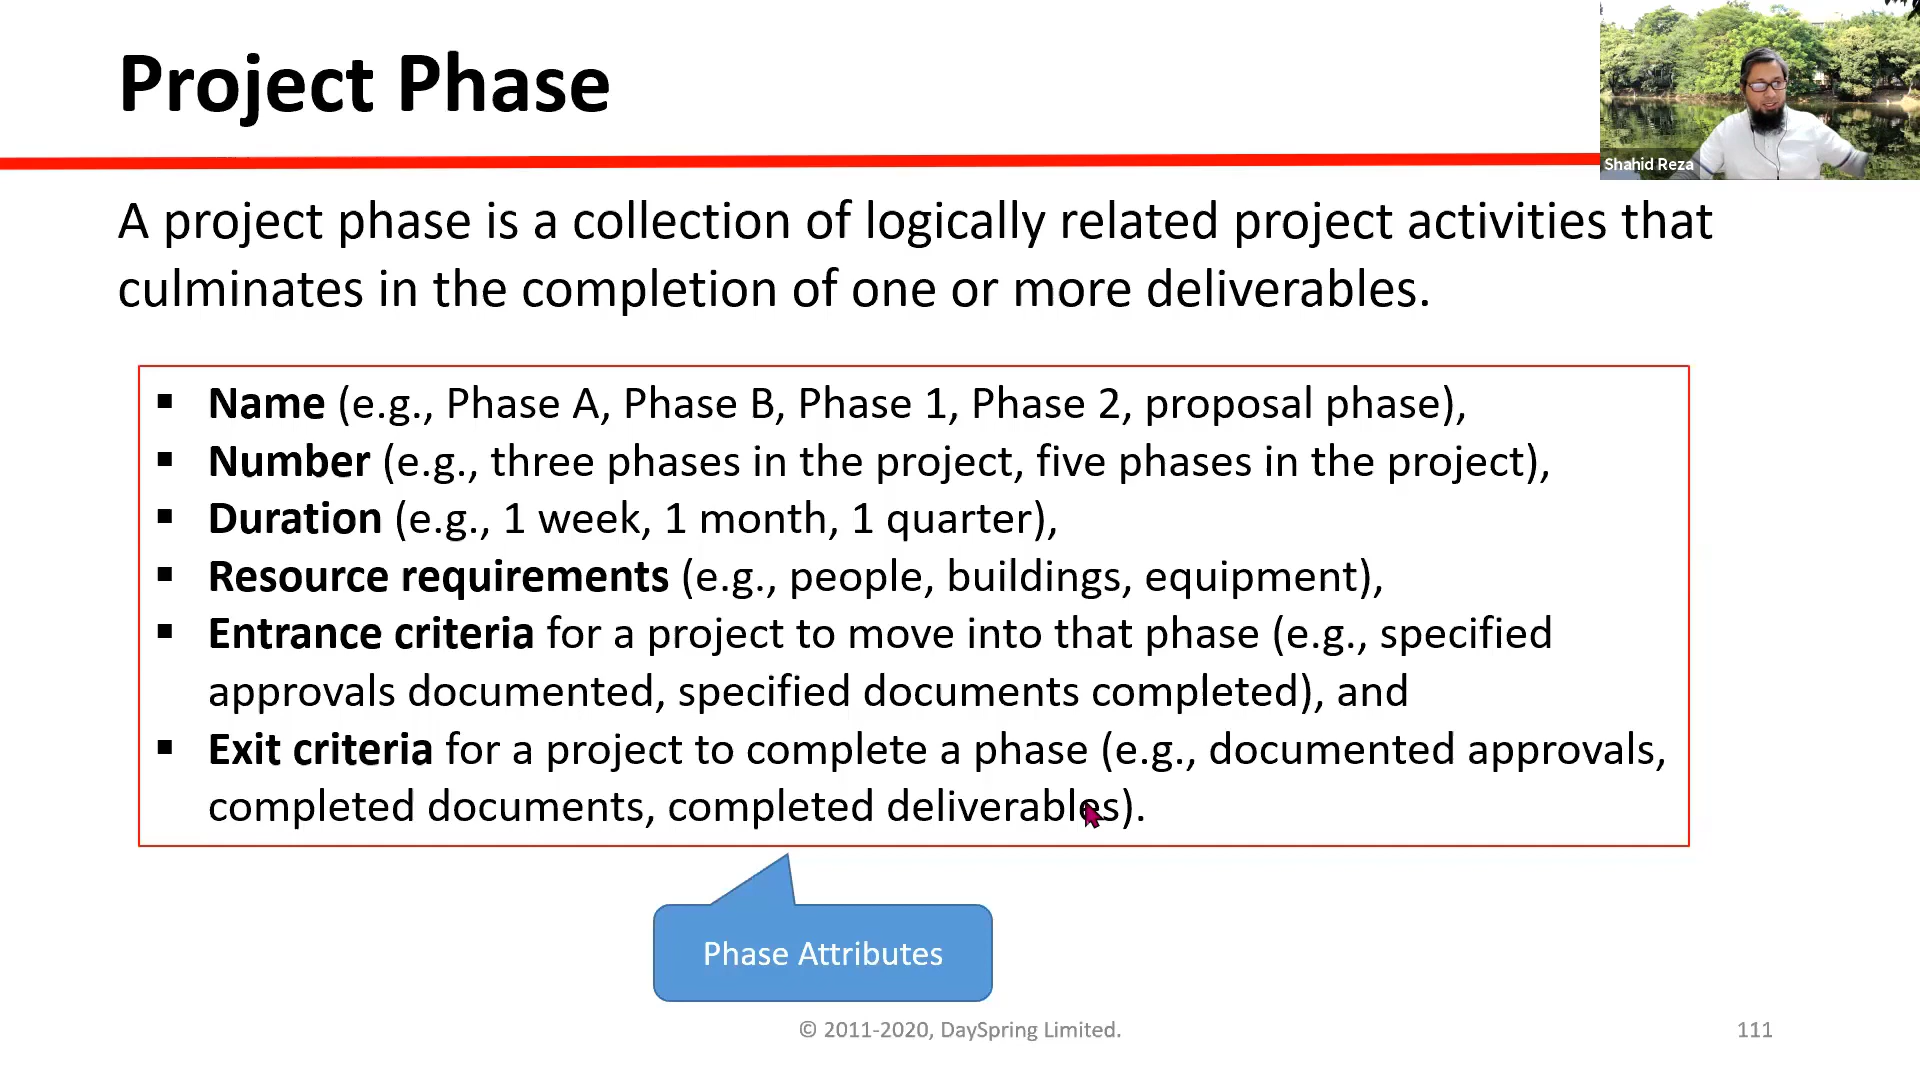 Project Phase
Shahid Reza
A project phase is a collection of logically related project activities that
culminates in the completion of one or more deliverables.
▪ Name (e.g., Phase A, Phase B, Phase 1, Phase 2, proposal phase),
▪ Number (e.g., three phases in the project, five phases in the project),
▪ Duration (e.g., 1 week, 1 month, 1 quarter),
▪ Resource requirements (e.g., people, buildings, equipment),
▪ Entrance criteria for a project to move into that phase (e.g., specified
approvals documented, specified documents completed), and
▪ Exit criteria for a project to complete a phase (e.g., documented approvals,
completed documents, completed deliverables).
Phase Attributes
© 2011-2020, DaySpring Limited.
111